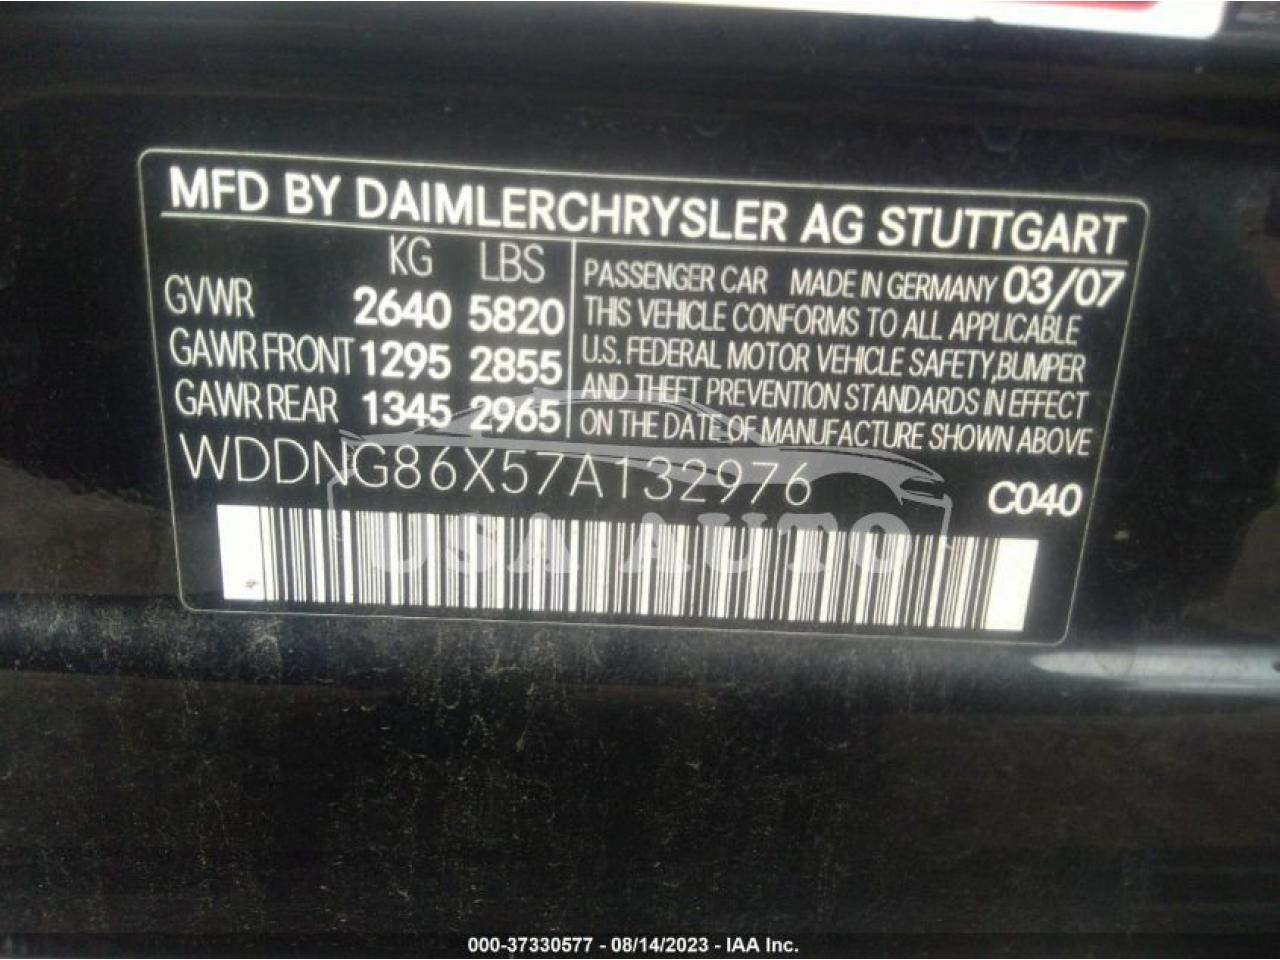 MFD BY DAIMLERCHRYSLER AG STUTTGART
KG LBS
GVWR 2640 5820
GAWR FRONT 1295 2855
GAWR REAR 1345 2965
PASSENGER CAR MADE IN GERMANY 03/07
THIS VEHICLE CONFORMS TO ALL APPLICABLE
U.S. FEDERAL MOTOR VEHICLE SAFETY,BUMPER
AND THEFT PREVENTION STANDARDS IN EFFECT
ON THE DATE OF MANUFACTURE SHOWN ABOVE
WDDNG86X57A132976
C040
USA AUTO
000-37330577 - 08/14/2023 - IAA Inc.